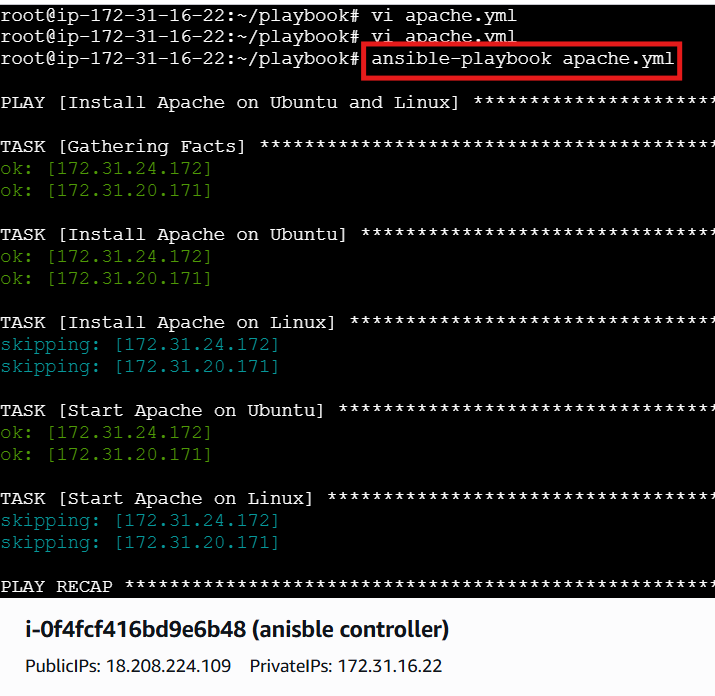 root@ip-172-31-16-22:~/playbook# vi apache.yml
root@ip-172-31-16-22:~/playbook# vi apache.yml
root@ip-172-31-16-22:~/playbook# ansible-playbook apache.yml
PLAY [Install Apache on Ubuntu and Linux] **********************
TASK [Gathering Facts] *****************************************
ok: [172.31.24.172]
ok: [172.31.20.171]
TASK [Install Apache on Ubuntu] ********************************
ok: [172.31.24.172]
ok: [172.31.20.171]
TASK [Install Apache on Linux] *********************************
skipping: [172.31.24.172]
skipping: [172.31.20.171]
TASK [Start Apache on Ubuntu] **********************************
ok: [172.31.24.172]
ok: [172.31.20.171]
TASK [Start Apache on Linux] ***********************************
skipping: [172.31.24.172]
skipping: [172.31.20.171]
PLAY RECAP *****************************************************
i-0f4fcf416bd9e6b48 (anisble controller)
PublicIPs: 18.208.224.109 PrivateIPs: 172.31.16.22